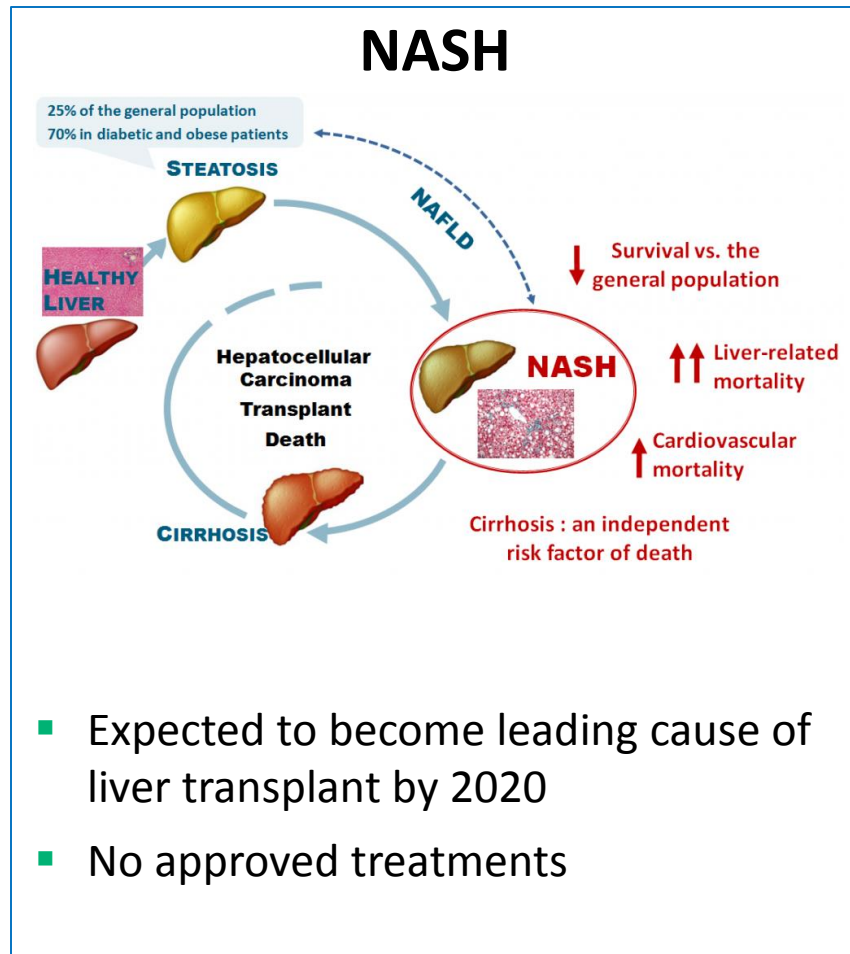 NASH
25% of the general population
70% in diabetic and obese patients
STEATOSIS
NAFLD
HEALTHY
LIVER
Survival vs. the
general population
Hepatocellular
Carcinoma
Transplant
Death
NASH
Liver-related
mortality
Cardiovascular
mortality
CIRRHOSIS
Cirrhosis : an independent
risk factor of death
▪ Expected to become leading cause of
liver transplant by 2020
▪ No approved treatments